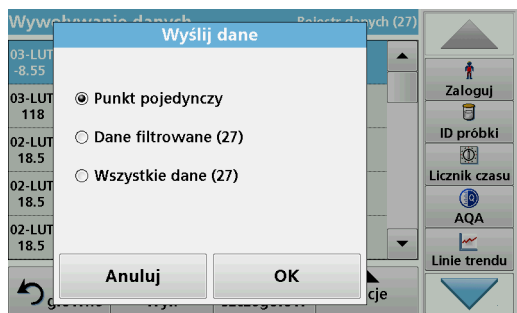 Wywoływanie danych Rejestr danych (27)
Wyślij dane
03-LUT
-8.55
03-LUT
118
02-LUT
18.5
02-LUT
18.5
02-LUT
18.5
Punkt pojedynczy
Dane filtrowane (27)
Wszystkie dane (27)
Anuluj OK
Zaloguj
ID próbki
Licznik czasu
AQA
Linie trendu